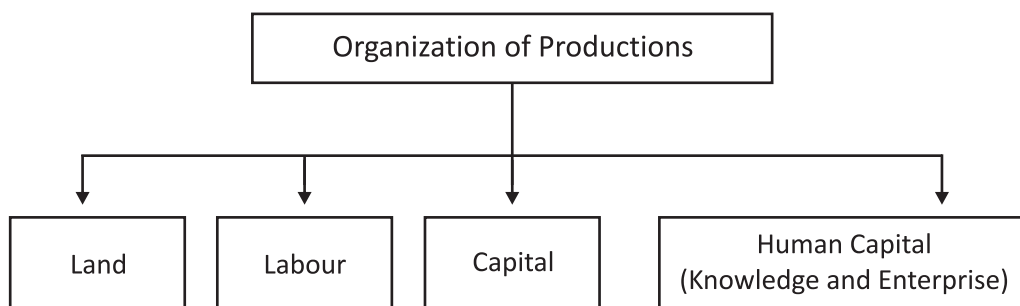 Organization of Productions
Land
Labour
Capital
Human Capital
(Knowledge and Enterprise)